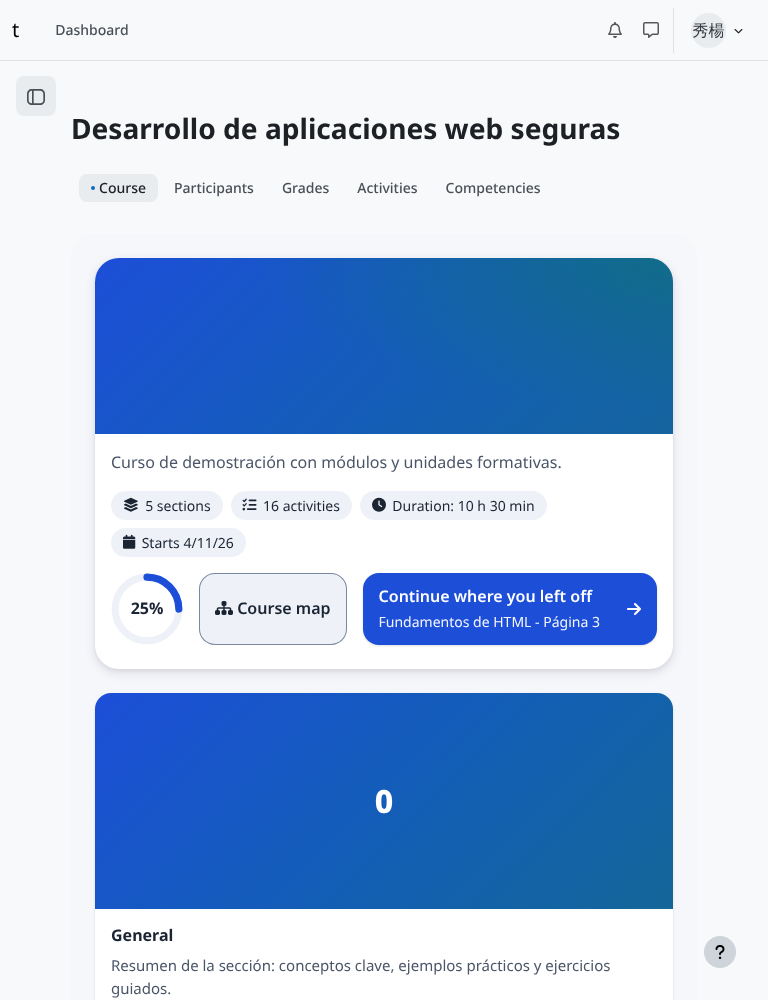 t
Dashboard
秀楊
Desarrollo de aplicaciones web seguras
Course
Participants
Grades
Activities
Competencies
Curso de demostración con módulos y unidades formativas.
5 sections
16 activities
Duration: 10 h 30 min
Starts 4/11/26
25%
Course map
Continue where you left off
Fundamentos de HTML - Página 3
0
General
Resumen de la sección: conceptos clave, ejemplos prácticos y ejercicios
guiados.
?